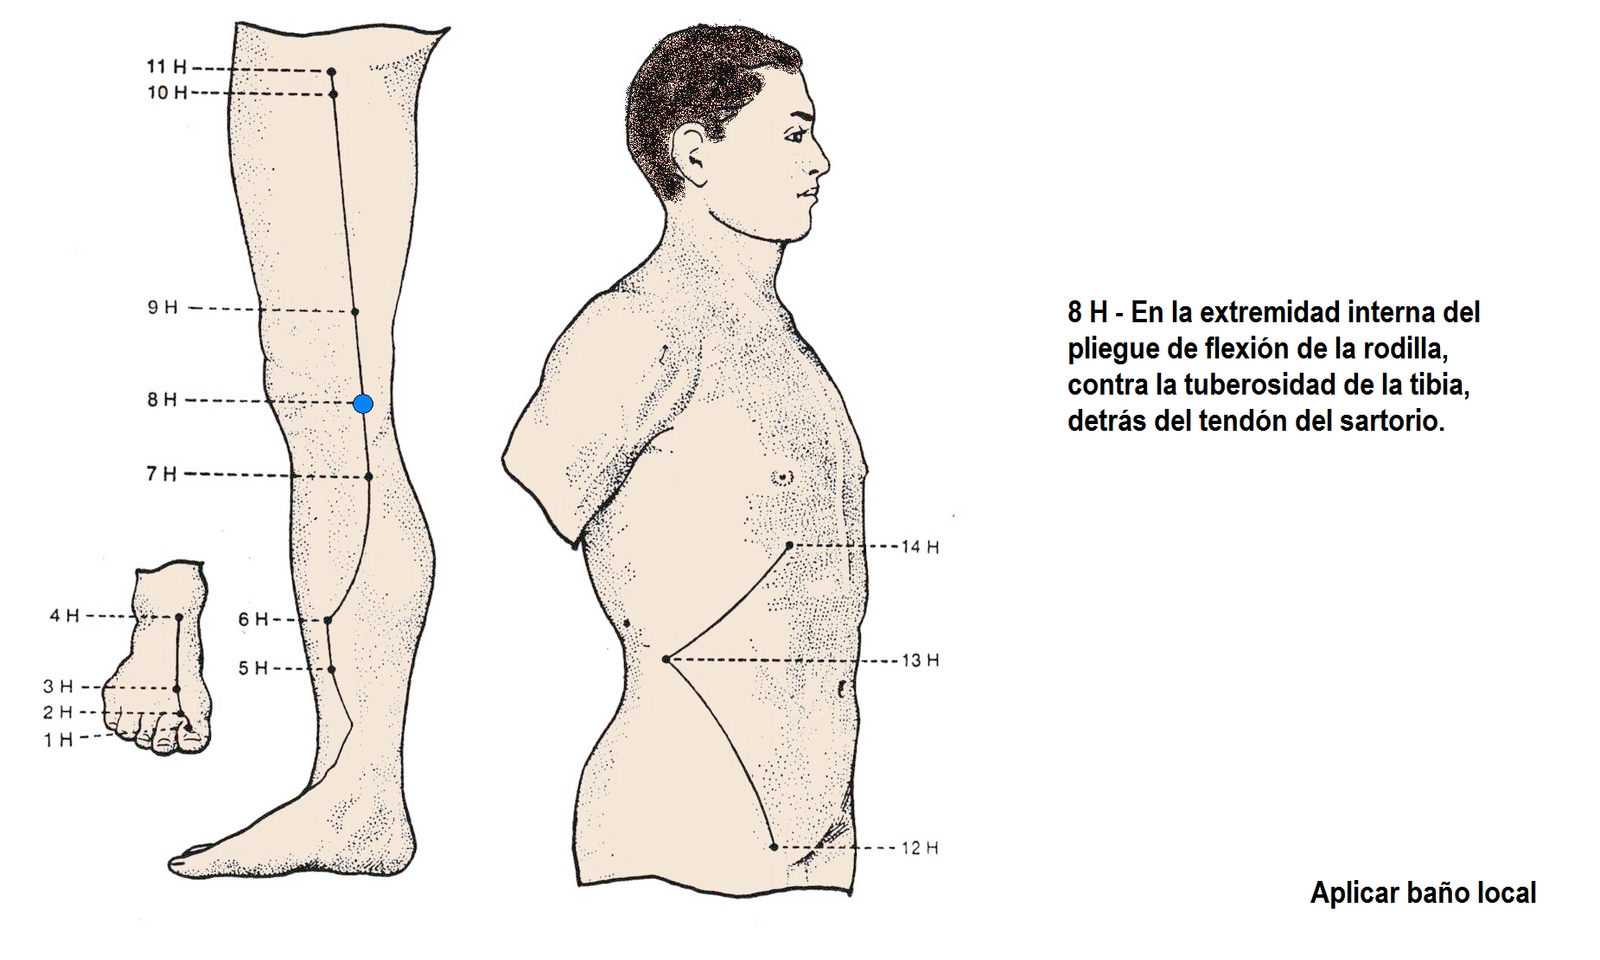 11 H
10 H
9 H
8 H
7 H
6 H
5 H
4 H
3 H
2 H
1 H
14 H
13 H
12 H
8 H - En la extremidad interna del
pliegue de flexión de la rodilla,
contra la tuberosidad de la tibia,
detrás del tendón del sartorio.
Aplicar baño local